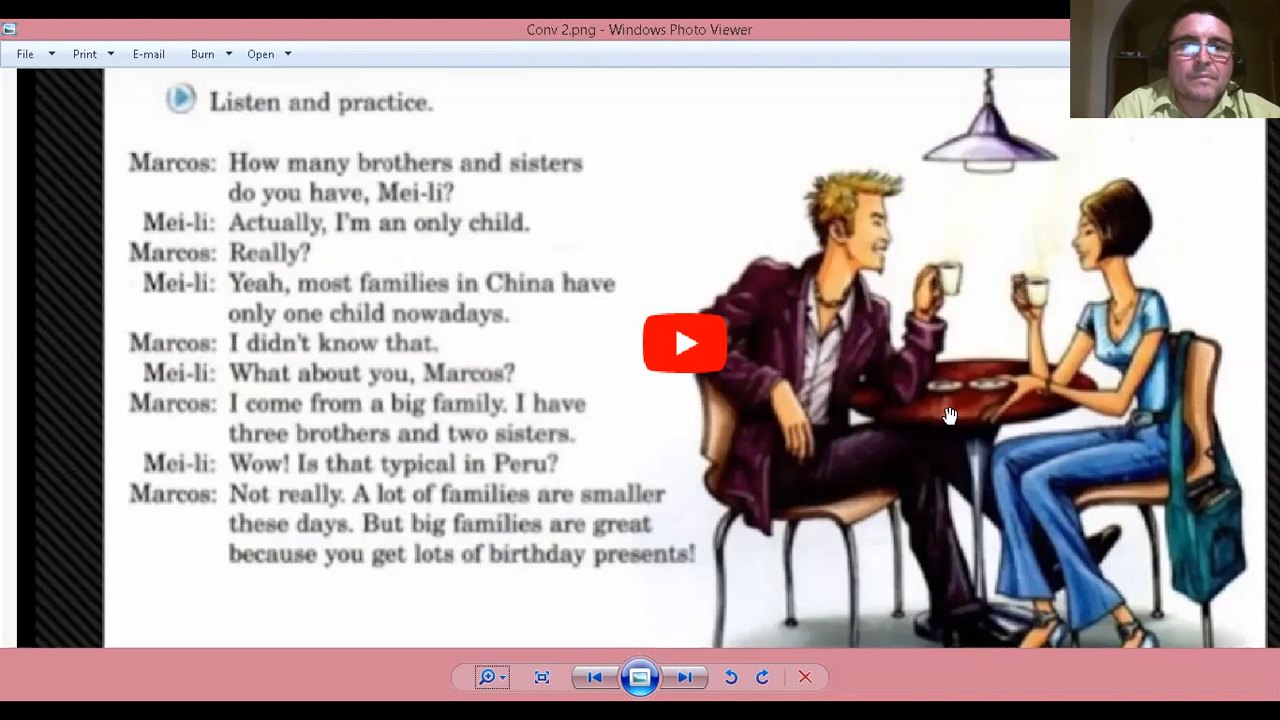 Conv 2.png - Windows Photo Viewer
File Print E-mail Burn Open
Listen and practice.
Marcos: How many brothers and sisters
do you have, Mei-li?
Mei-li: Actually, I'm an only child.
Marcos: Really?
Mei-li: Yeah, most families in China have
only one child nowadays.
Marcos: I didn't know that.
Mei-li: What about you, Marcos?
Marcos: I come from a big family. I have
three brothers and two sisters.
Mei-li: Wow! Is that typical in Peru?
Marcos: Not really. A lot of families are smaller
these days. But big families are great
because you get lots of birthday presents!